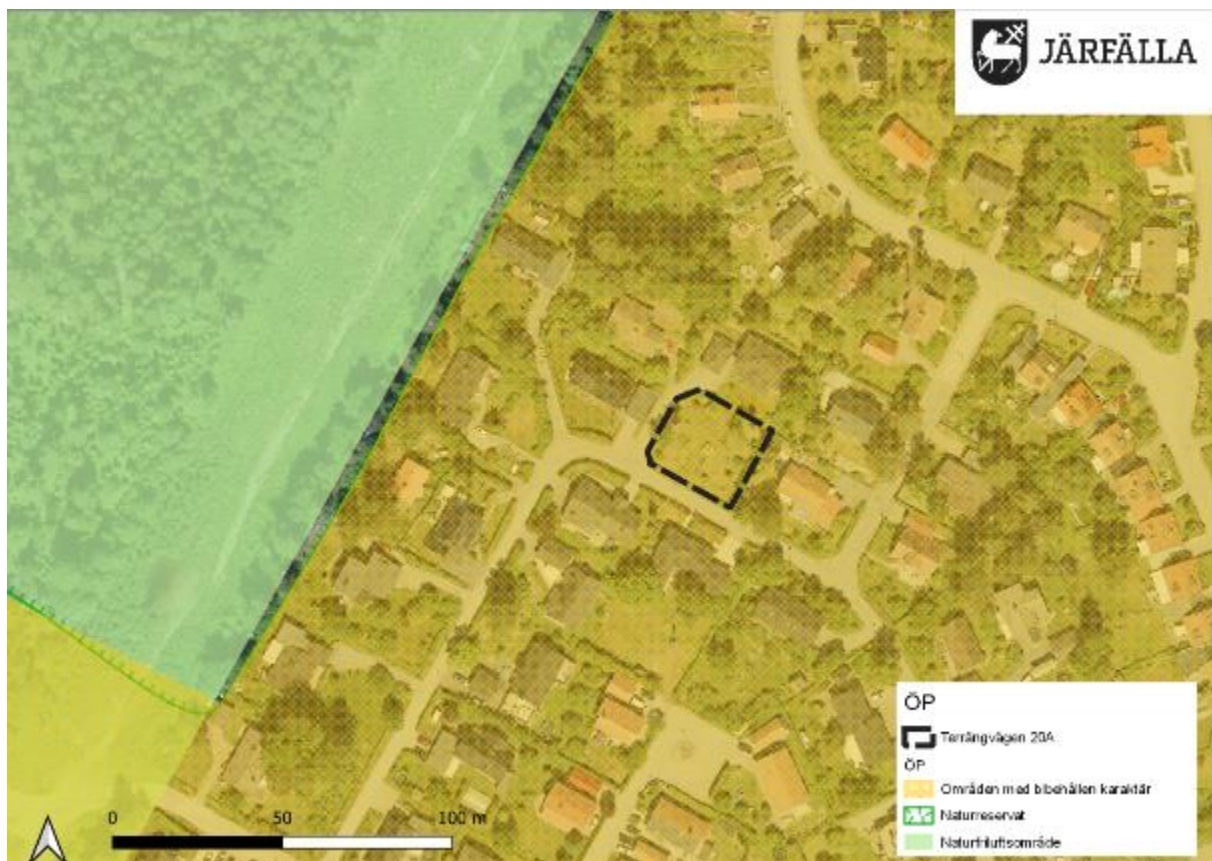 JÄRFÄLLA
ÖP
Terrängvägen 20A
ÖP
Områden med bibehållen karaktär
Naturreservat
Naturfriluftsområde
0 50 100 m